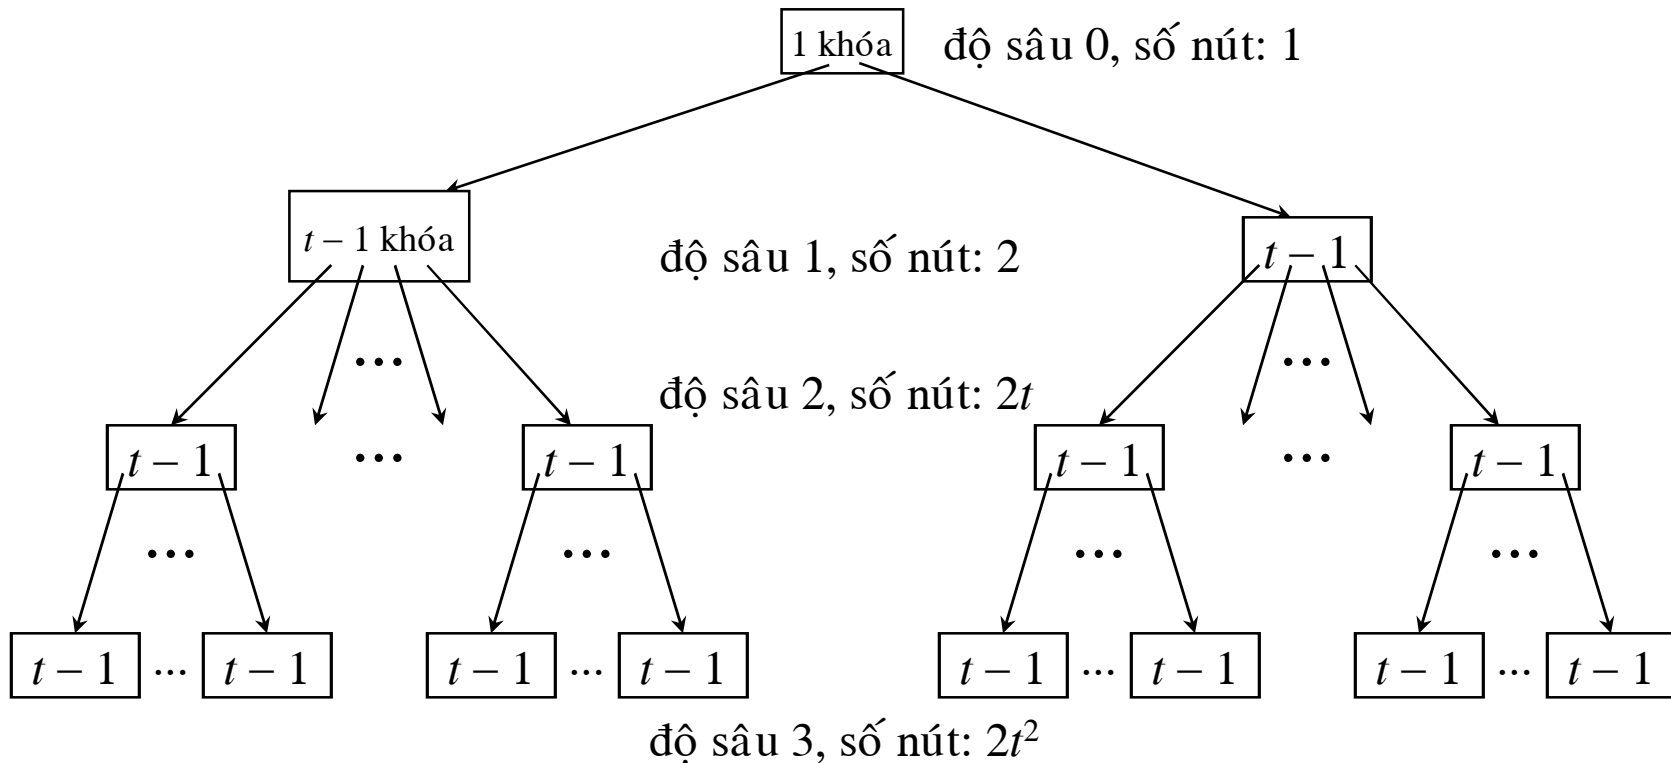 1 khóa
độ sâu 0, số nút: 1
t – 1 khóa
độ sâu 1, số nút: 2
t – 1
...
độ sâu 2, số nút: 2t
...
t – 1
...
t – 1
t – 1
...
t – 1
...
...
...
...
t – 1 ... t – 1
t – 1 ... t – 1
t – 1 ... t – 1
t – 1 ... t – 1
độ sâu 3, số nút: 2t²